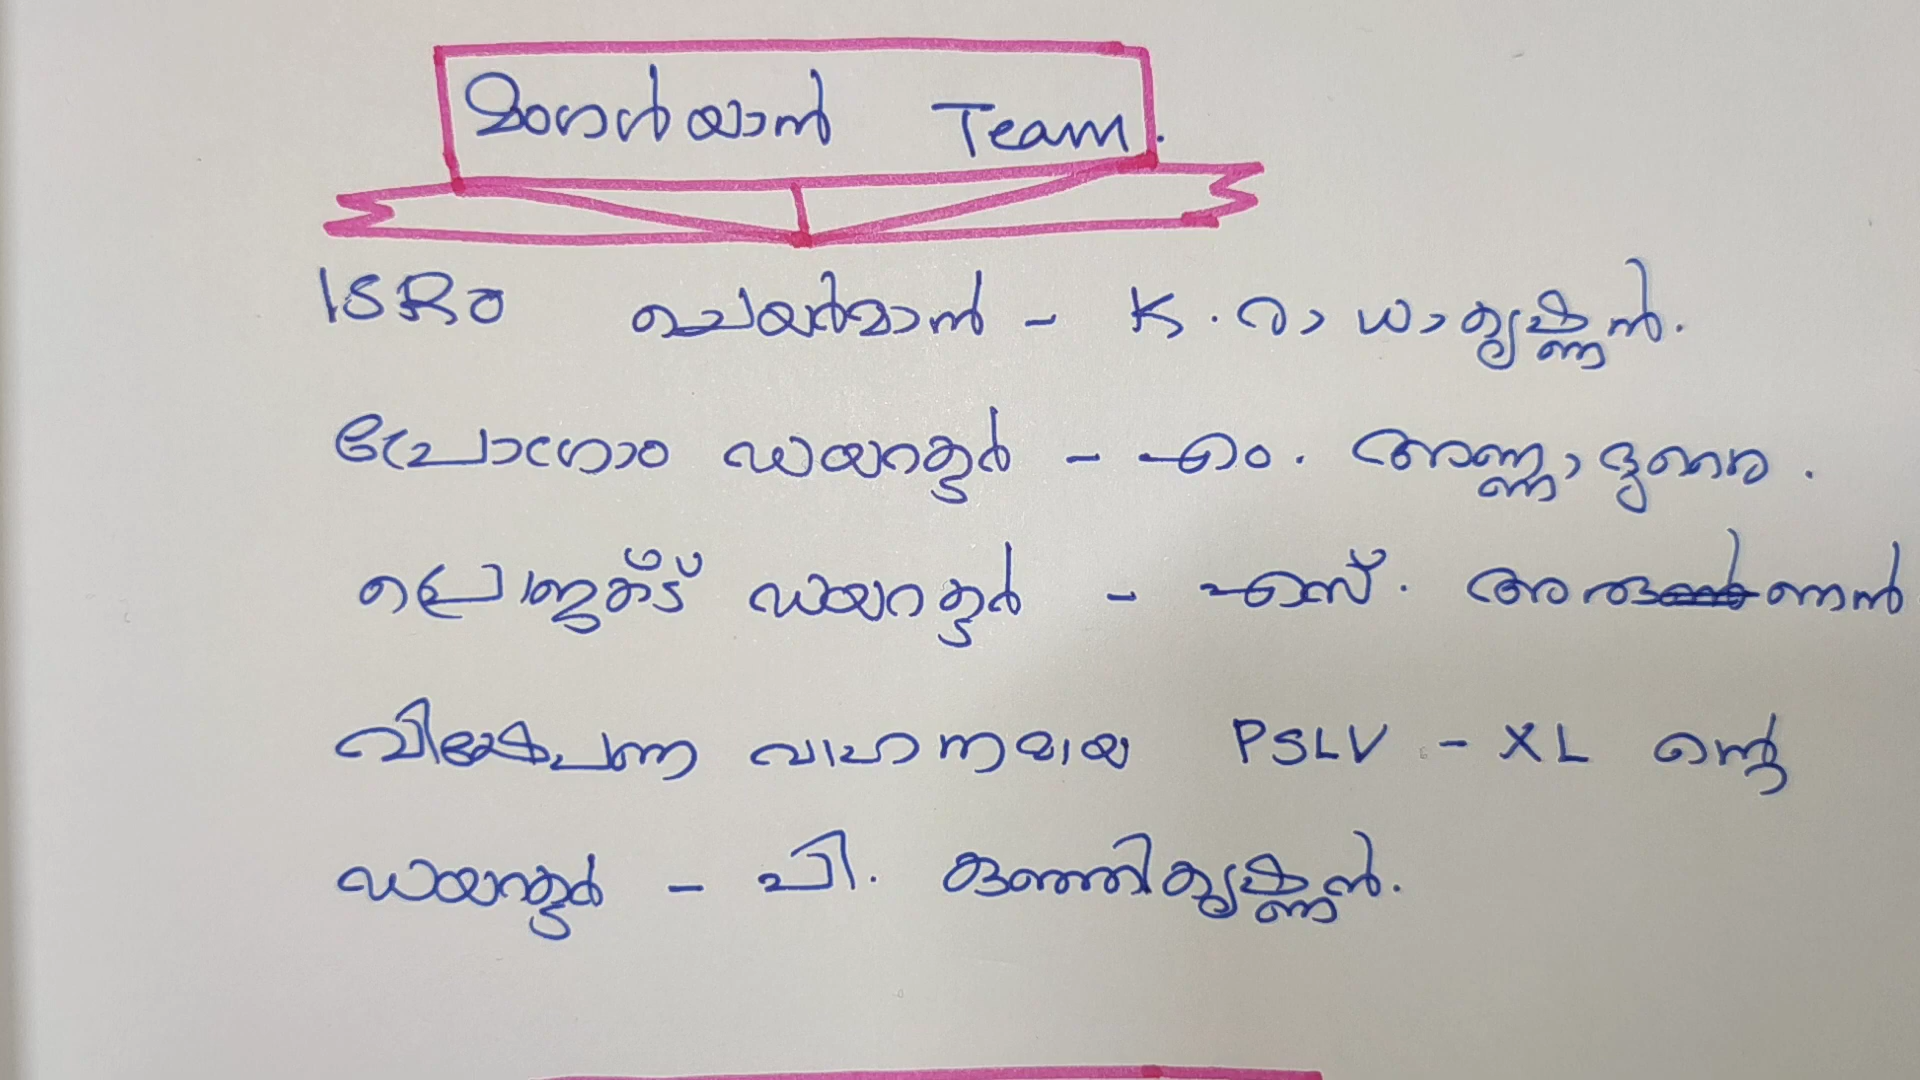 മംഗൾയാൻ Team.
ISRO ചെയർമാൻ - K. രാധാകൃഷ്ണൻ.
പ്രോഗ്രാം ഡയറക്ടർ - എം. അണ്ണാദുരൈ.
പ്രൊജക്ട് ഡയറക്ടർ - എസ്. അരുണൻ
വിക്ഷേപണ വാഹനമായ PSLV - XL ന്റെ
ഡയറക്ടർ - പി. കുഞ്ഞികൃഷ്ണൻ.